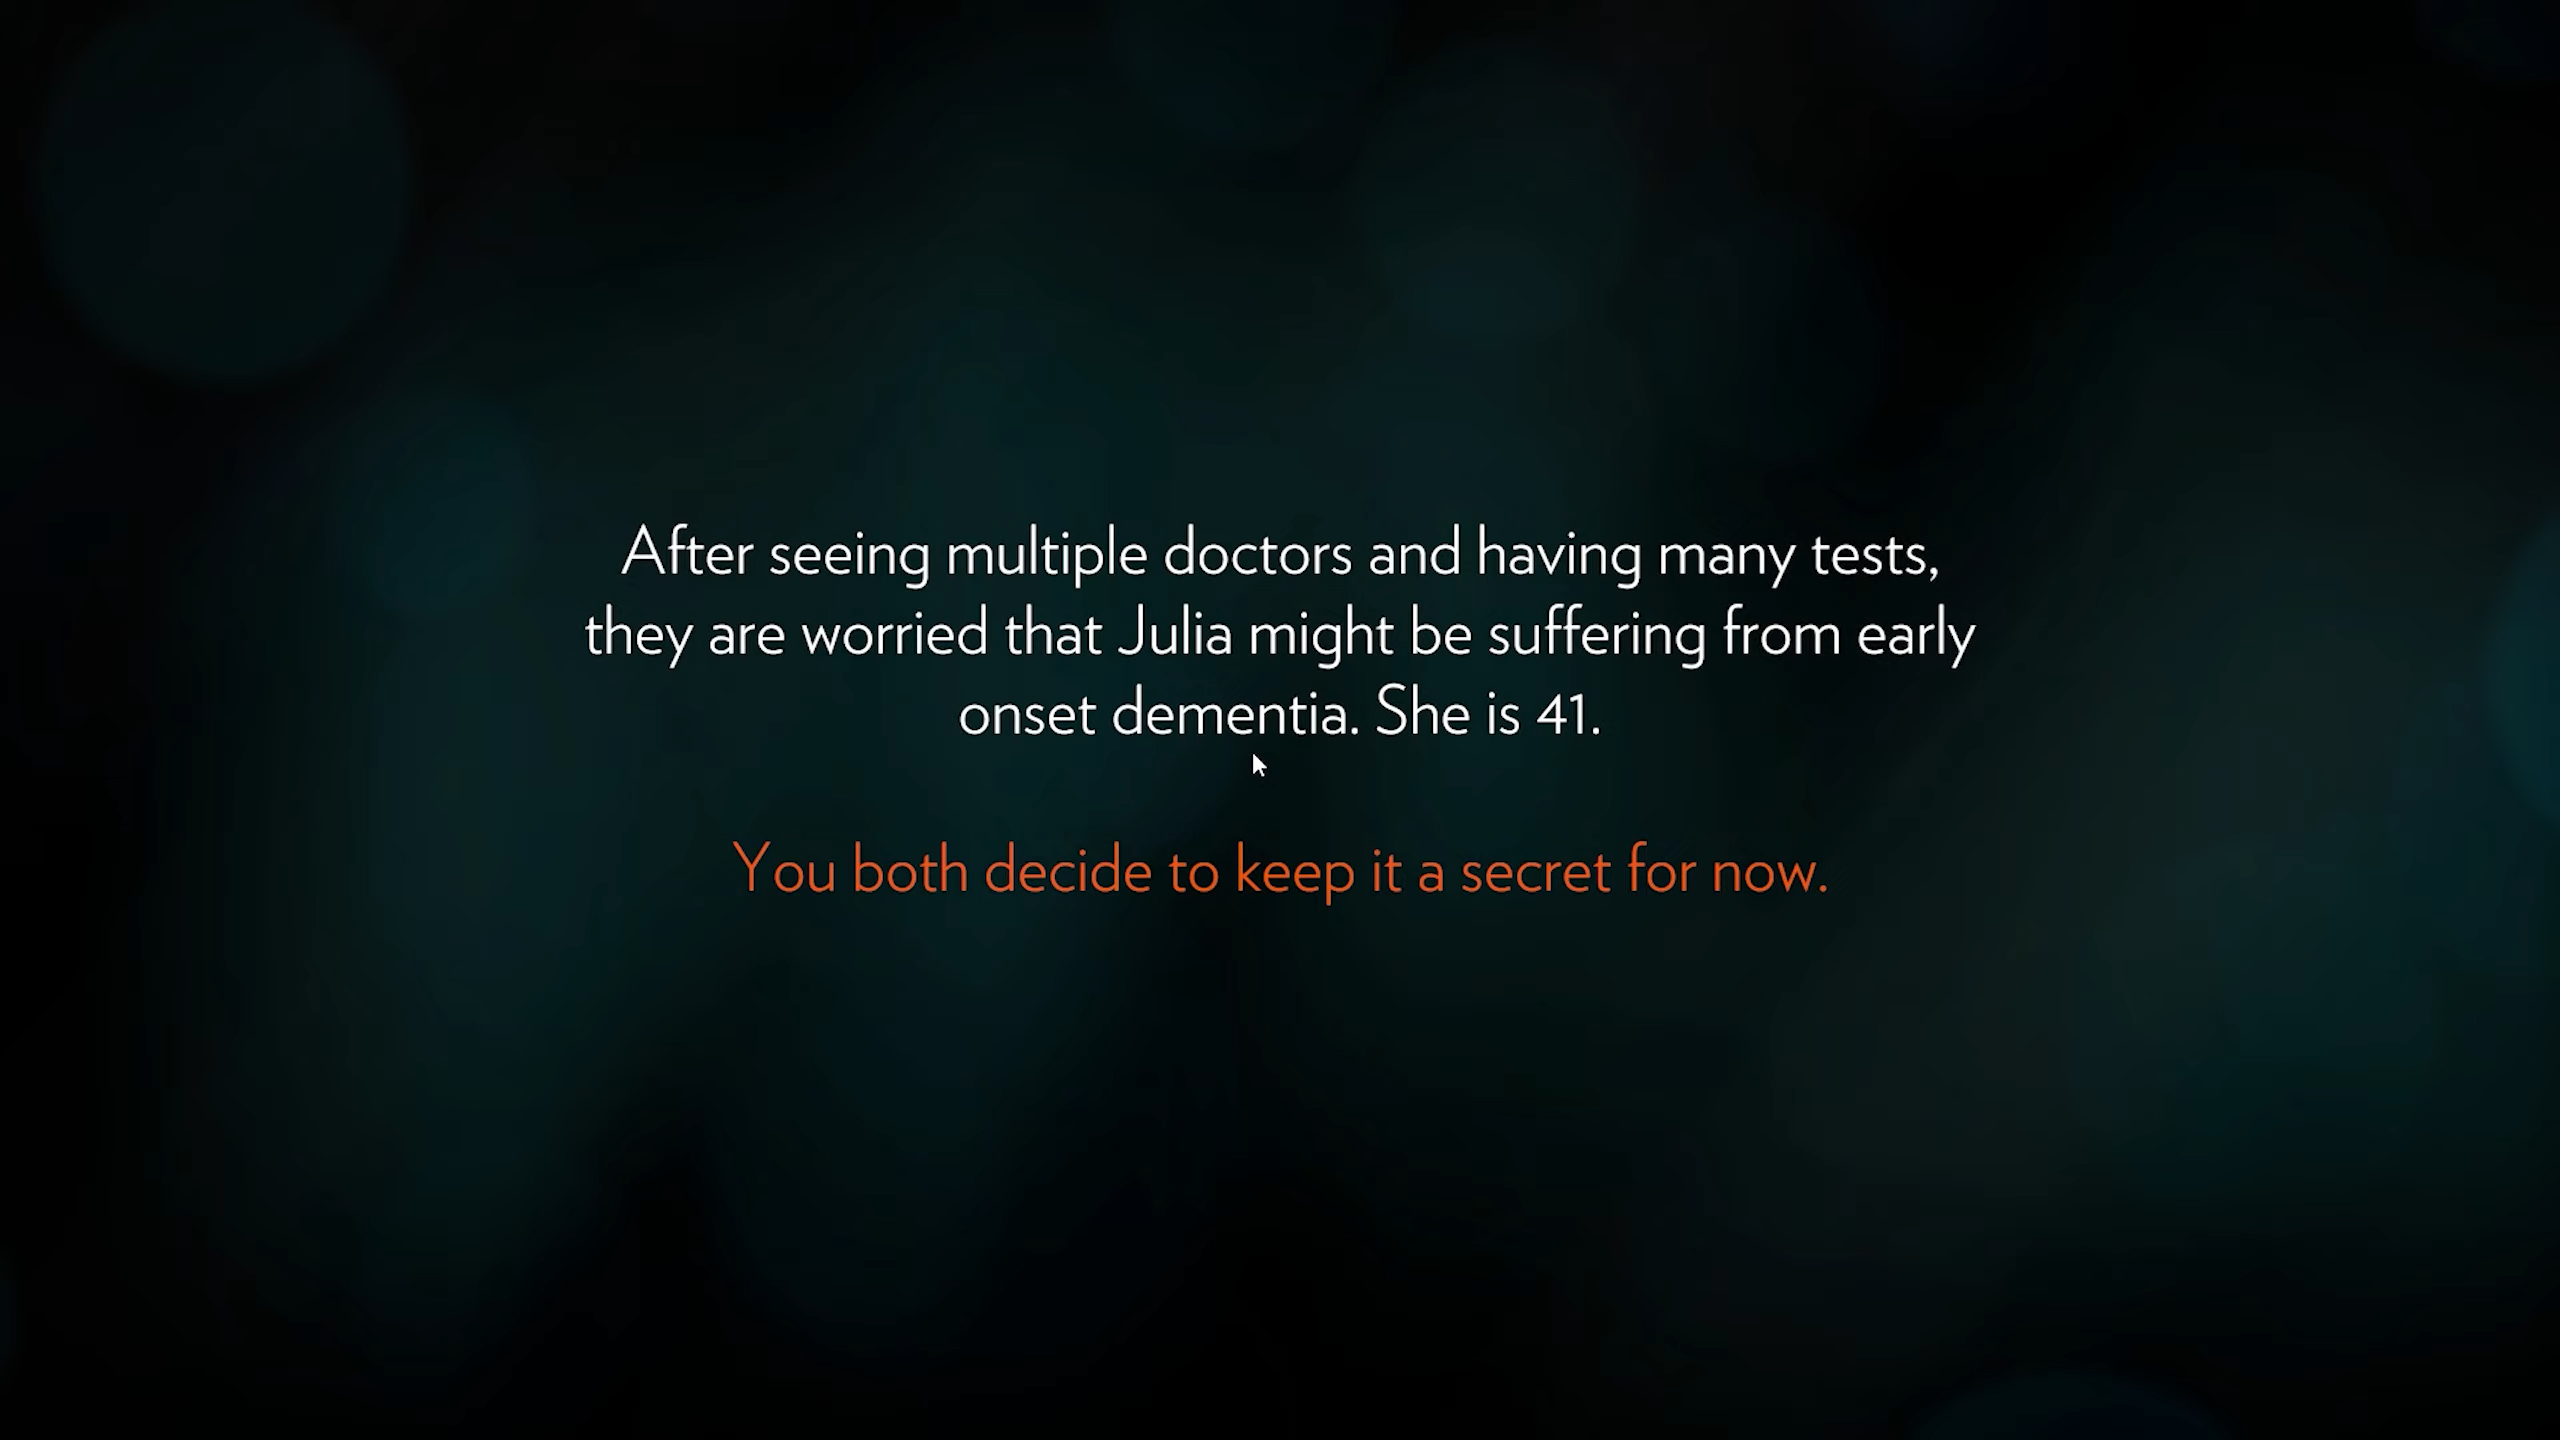 After seeing multiple doctors and having many tests,
they are worried that Julia might be suffering from early
onset dementia. She is 41.
You both decide to keep it a secret for now.